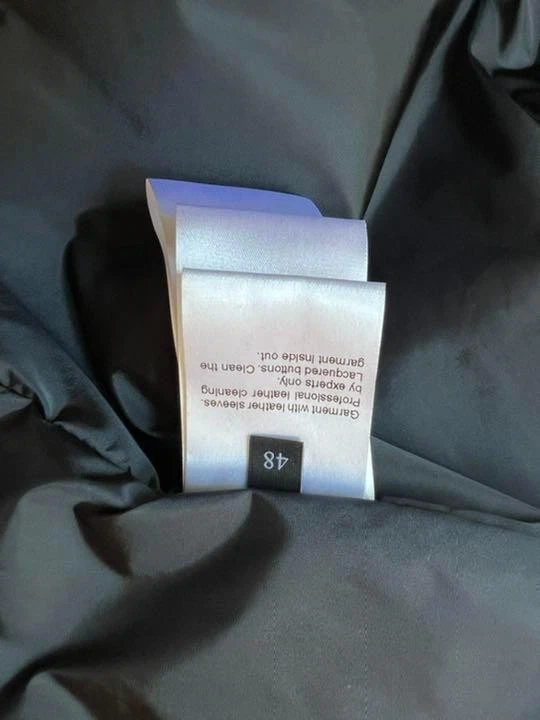 48
Garment with leather sleeves.
Professional leather cleaning
by experts only.
Lacquered buttons. Clean the
garment inside out.